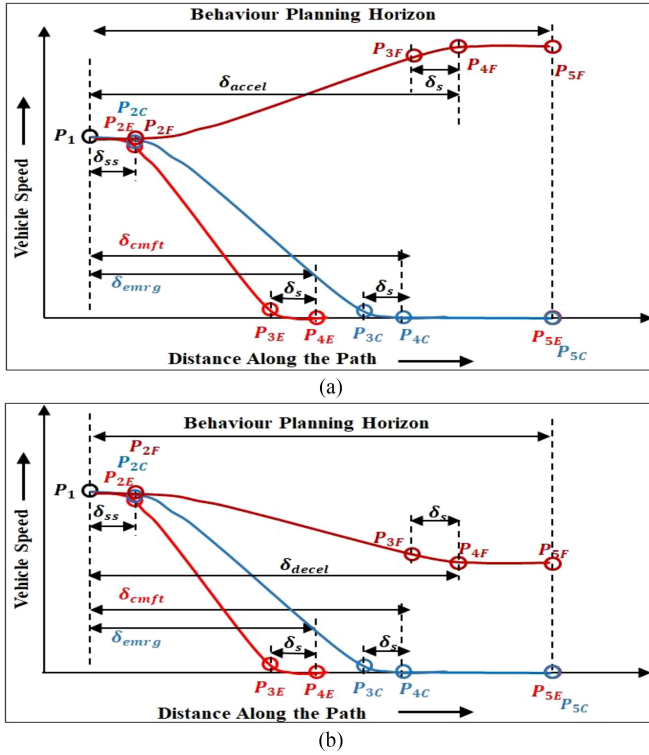 Behaviour Planning Horizon
P3F
P4F
P5F
δs
δaccel
P2C
P2E
P2F
P1
δss
Vehicle Speed
δcmft
δemrg
δs
δs
P3E
P4E
P3C
P4C
P5E
P5C
Distance Along the Path
(a)
Behaviour Planning Horizon
P2F
P2C
P2E
P1
δss
δs
P3F
P4F
P5F
δdecel
Vehicle Speed
δcmft
δemrg
δs
δs
P3E
P4E
P3C
P4C
P5E
P5C
Distance Along the Path
(b)